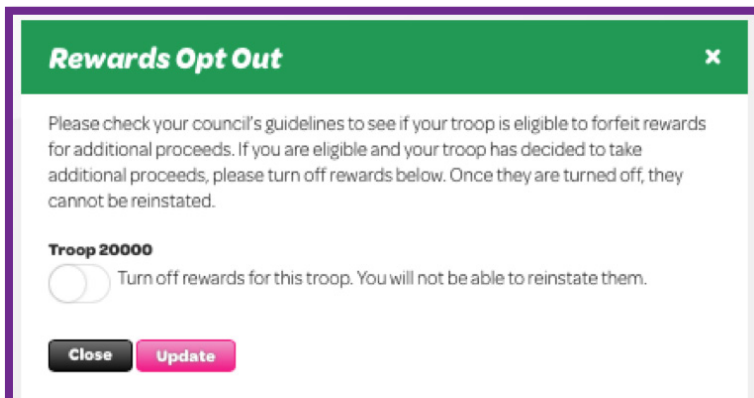 Rewards Opt Out ×
Please check your council's guidelines to see if your troop is eligible to forfeit rewards
for additional proceeds. If you are eligible and your troop has decided to take
additional proceeds, please turn off rewards below. Once they are turned off, they
cannot be reinstated.
Troop 20000
Turn off rewards for this troop. You will not be able to reinstate them.
Close Update